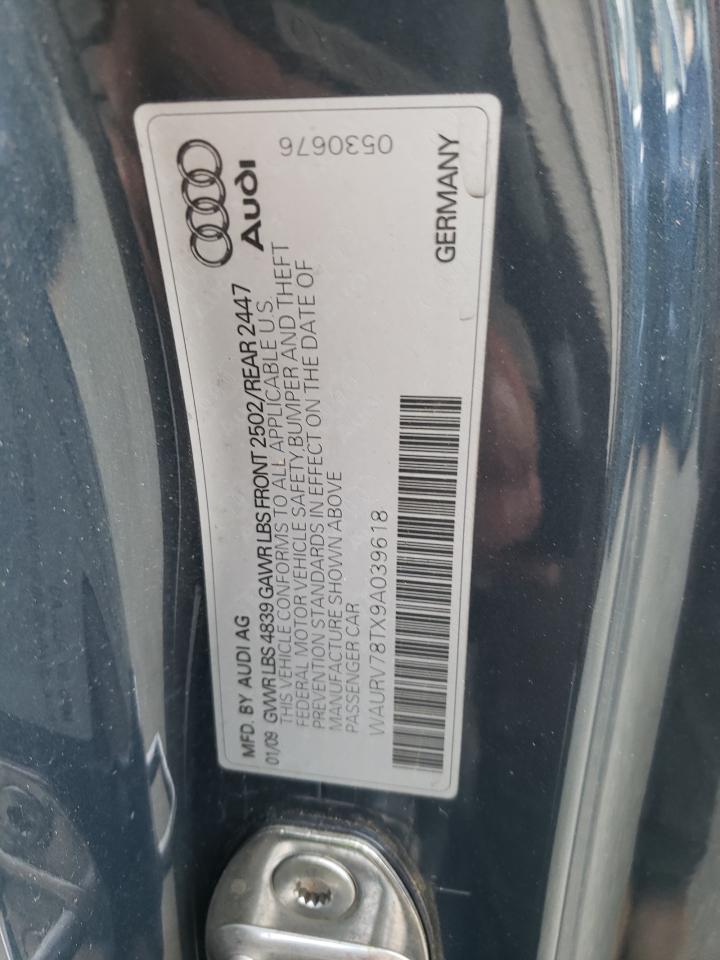 Audi
0530676
MFD. BY AUDI AG
01/09 GVWR LBS 4839 GAWR LBS FRONT 2502/REAR 2447
THIS VEHICLE CONFORMS TO ALL APPLICABLE U.S.
FEDERAL MOTOR VEHICLE SAFETY,BUMPER AND THEFT
PREVENTION STANDARDS IN EFFECT ON THE DATE OF
MANUFACTURE SHOWN ABOVE
PASSENGER CAR
WAURV78TX9A039618
GERMANY